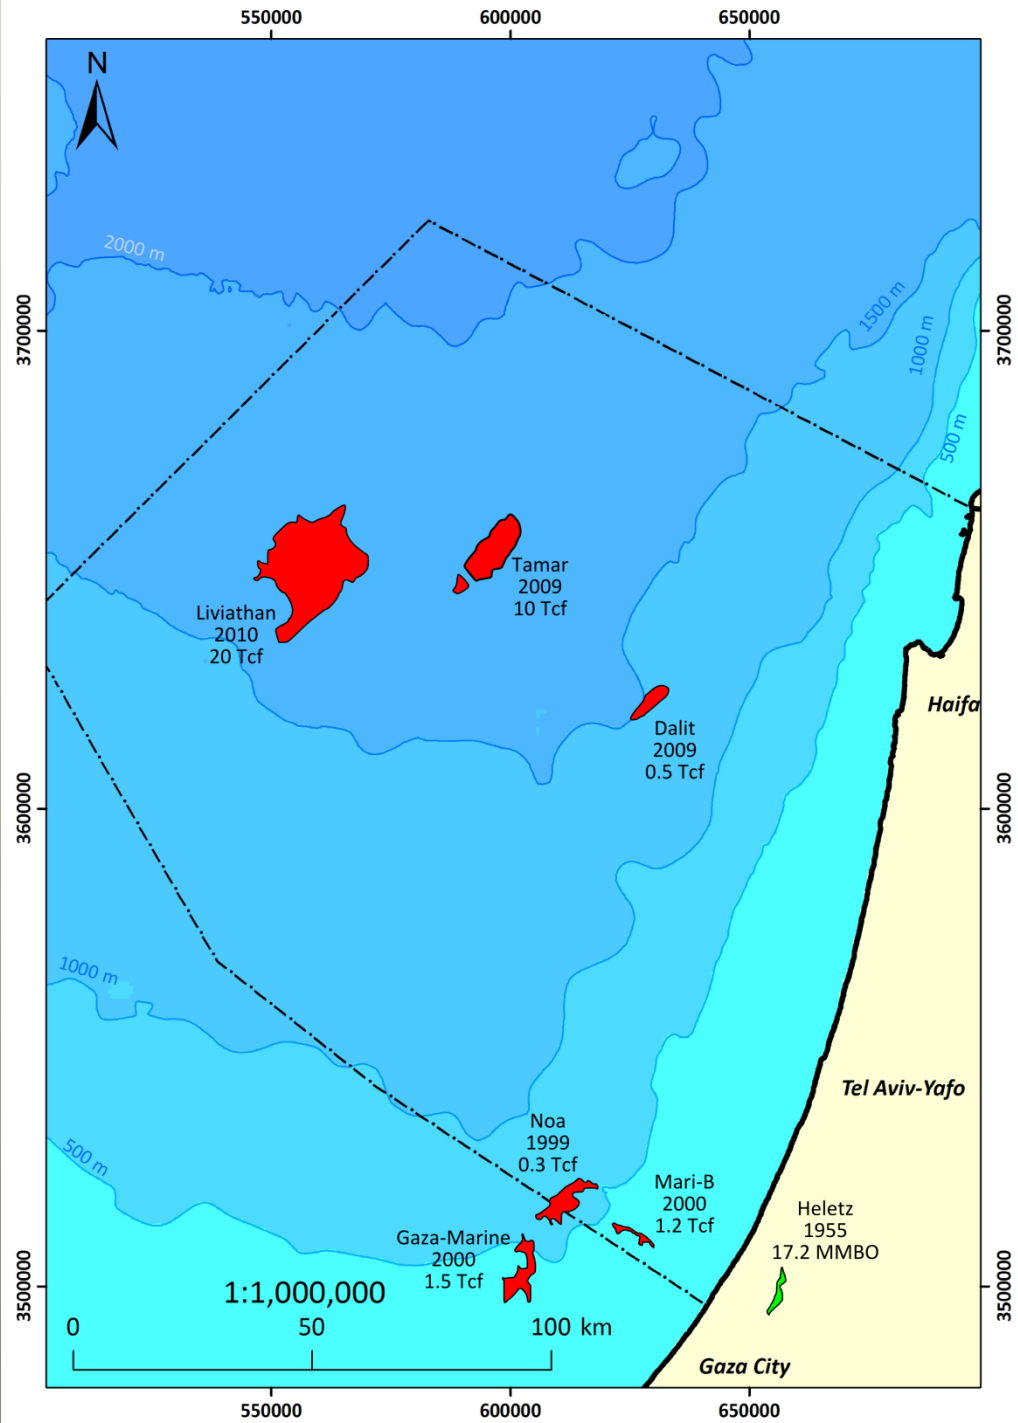 550000
600000
650000
N
2000 m
1500 m
3700000
3700000
1000 m
500 m
Tamar
2009
10 Tcf
Liviathan
2010
20 Tcf
Haifa
Dalit
2009
0.5 Tcf
3600000
3600000
1000 m
Tel Aviv-Yafo
Noa
1999
0.3 Tcf
500 m
Mari-B
2000
1.2 Tcf
Heletz
1955
17.2 MMBO
Gaza-Marine
2000
1.5 Tcf
3500000
3500000
1:1,000,000
0
50
100 km
Gaza City
550000
600000
650000